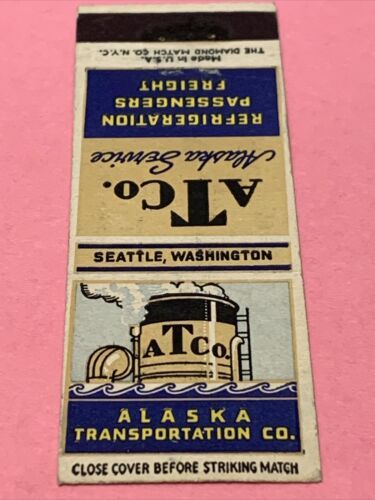 Made in U.S.A.
THE DIAMOND MATCH CO. N.Y.C.
FREIGHT
PASSENGERS
REFRIGERATION
Alaska Service
ATCO.
SEATTLE, WASHINGTON
ATCO.
ALASKA
TRANSPORTATION CO.
CLOSE COVER BEFORE STRIKING MATCH